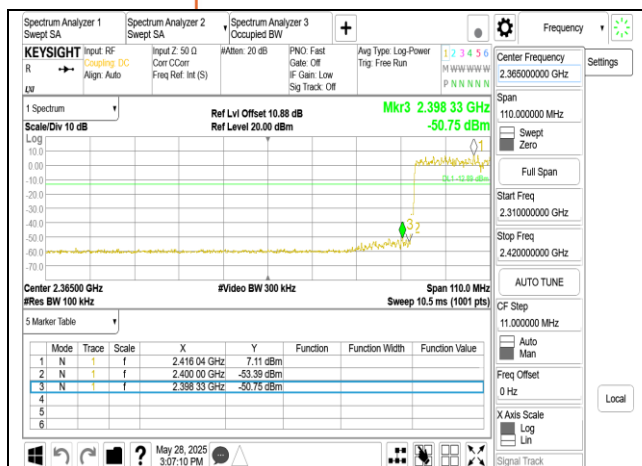 Spectrum Analyzer 1
Swept SA
Spectrum Analyzer 2
Swept SA
Spectrum Analyzer 3
Occupied BW
+
Frequency
KEYSIGHT
R
Input: RF
Coupling: DC
Align: Auto
Input Z: 50 Ω
Corr CCorr
Freq Ref: Int (S)
#Atten: 20 dB
PNO: Fast
Gate: Off
IF Gain: Low
Sig Track: Off
Avg Type: Log-Power
Trig: Free Run
1 2 3 4 5 6
M W W W W W
P N N N N N
1 Spectrum
Scale/Div 10 dB
Ref Lvl Offset 10.88 dB
Ref Level 20.00 dBm
Mkr3 2.398 33 GHz
-50.75 dBm
Log
10.0
0.00
-10.0
-20.0
-30.0
-40.0
-50.0
-60.0
-70.0
1
3
2
Center 2.36500 GHz
#Res BW 100 kHz
#Video BW 300 kHz
Span 110.0 MHz
Sweep 10.5 ms (1001 pts)
5 Marker Table
Mode Trace Scale X Y Function Function Width Function Value
1 N 1 f 2.416 04 GHz 7.11 dBm
2 N 1 f 2.400 00 GHz -53.39 dBm
3 N 1 f 2.398 33 GHz -50.75 dBm
4
5
6
May 28, 2025
3:07:10 PM
Center Frequency
2.365000000 GHz
Settings
Span
110.000000 MHz
Swept
Zero
Full Span
Start Freq
2.310000000 GHz
Stop Freq
2.420000000 GHz
AUTO TUNE
CF Step
11.000000 MHz
Auto
Man
Freq Offset
0 Hz
Local
X Axis Scale
Log
Lin
Signal Track